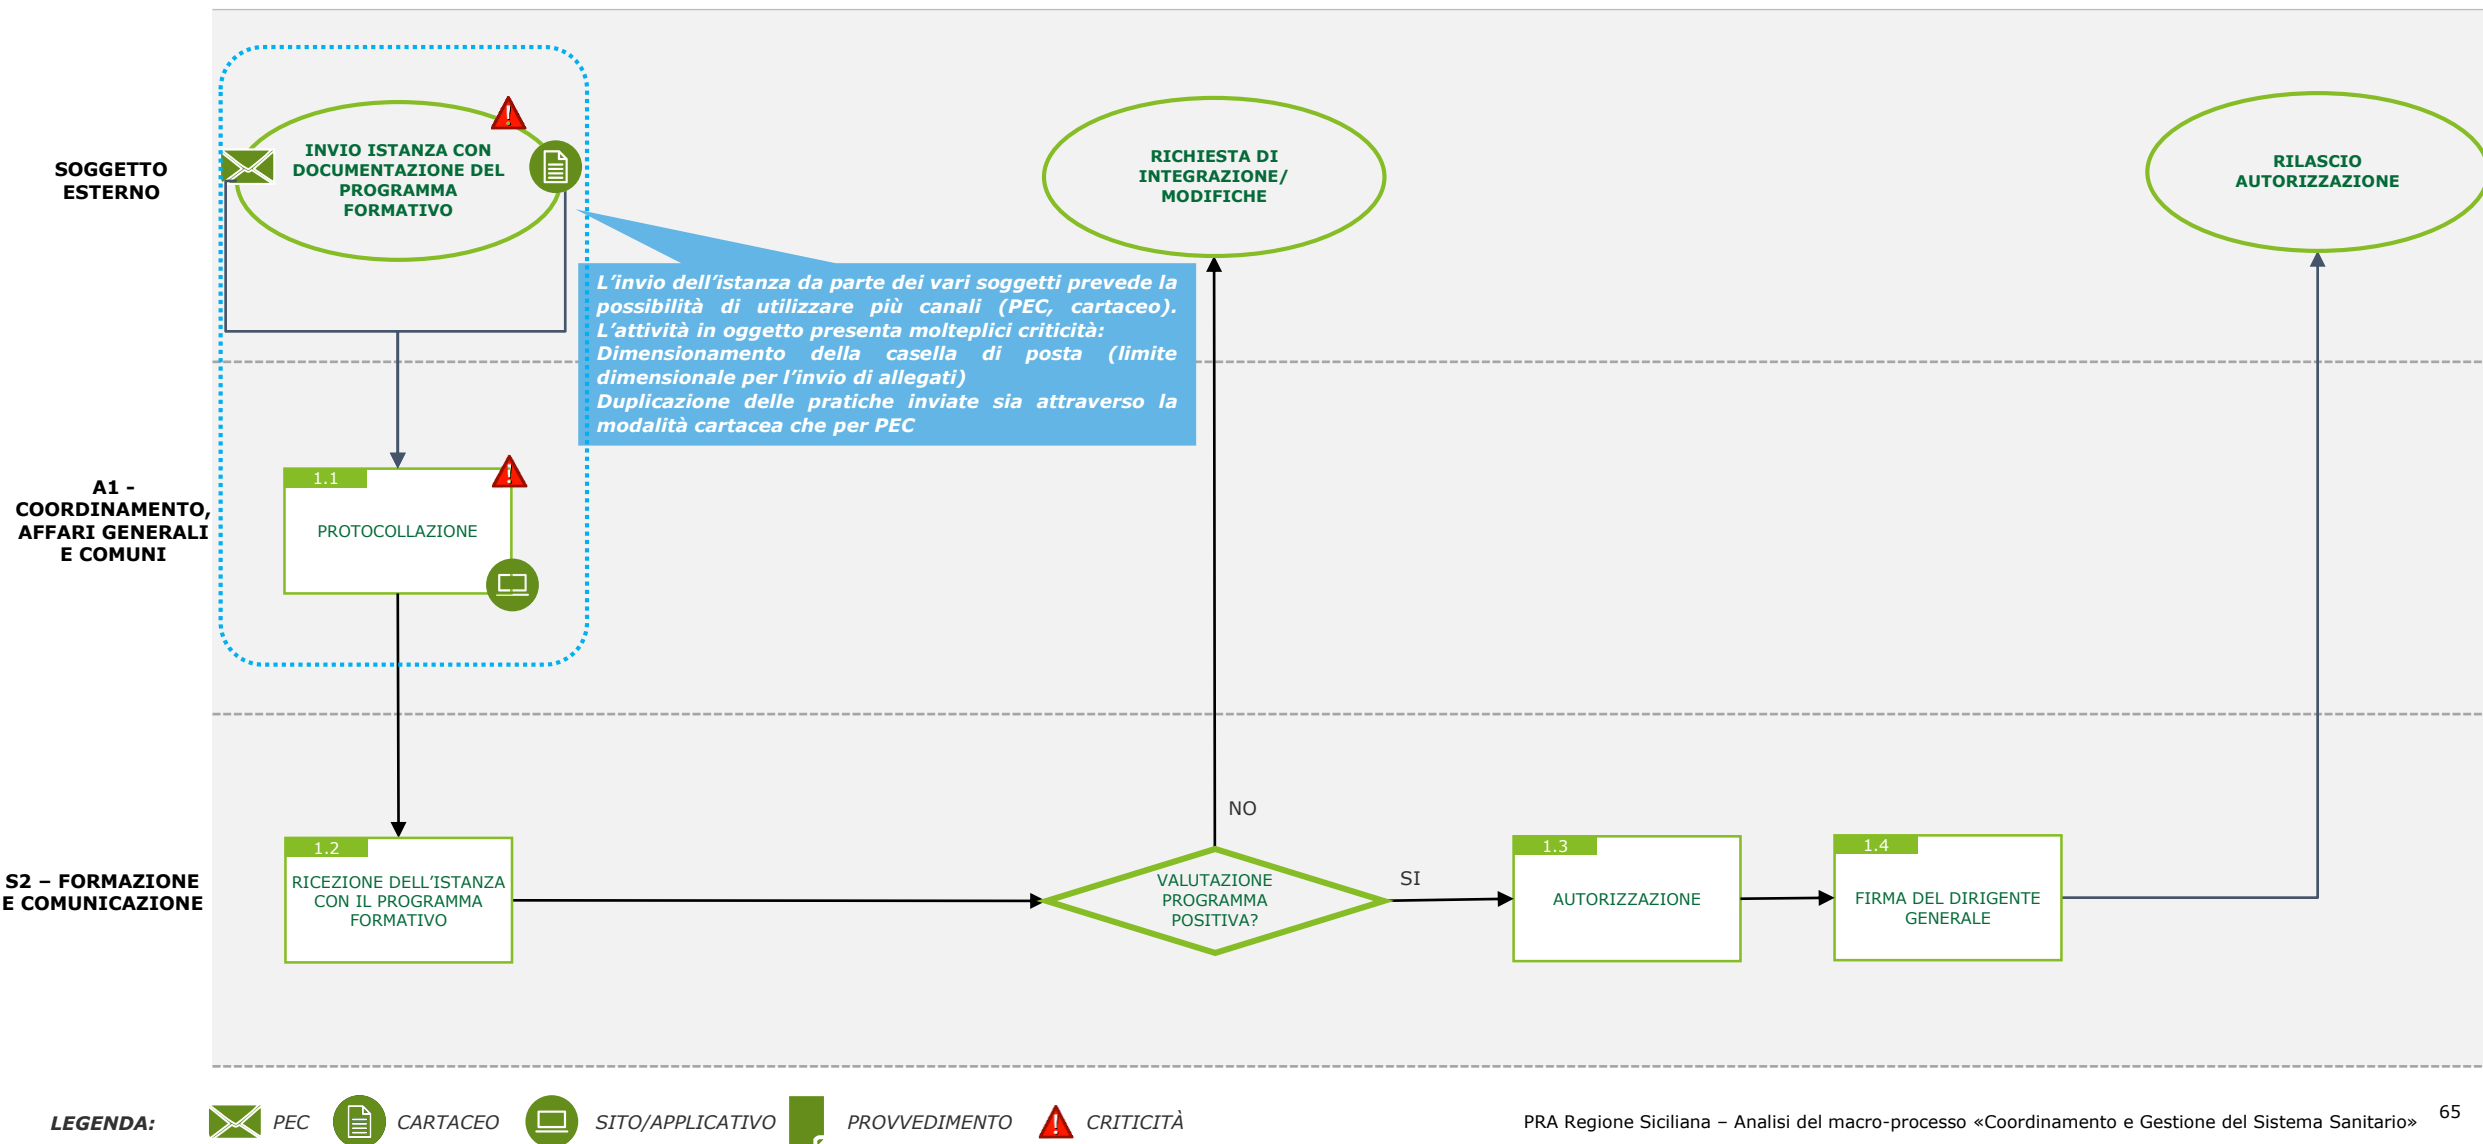 SOGGETTO
ESTERNO
INVIO ISTANZA CON
DOCUMENTAZIONE DEL
PROGRAMMA
FORMATIVO
RICHIESTA DI
INTEGRAZIONE/
MODIFICHE
RILASCIO
AUTORIZZAZIONE
L’invio dell’istanza da parte dei vari soggetti prevede la
possibilità di utilizzare più canali (PEC, cartaceo).
L’attività in oggetto presenta molteplici criticità:
Dimensionamento della casella di posta (limite
dimensionale per l’invio di allegati)
Duplicazione delle pratiche inviate sia attraverso la
modalità cartacea che per PEC
A1 -
COORDINAMENTO,
AFFARI GENERALI
E COMUNI
1.1
PROTOCOLLAZIONE
S2 – FORMAZIONE
E COMUNICAZIONE
1.2
RICEZIONE DELL’ISTANZA
CON IL PROGRAMMA
FORMATIVO
NO
VALUTAZIONE
PROGRAMMA
POSITIVA?
SI
1.3
AUTORIZZAZIONE
1.4
FIRMA DEL DIRIGENTE
GENERALE
LEGENDA:
PEC
CARTACEO
SITO/APPLICATIVO
PROVVEDIMENTO
CRITICITÀ
PRA Regione Siciliana – Analisi del macro-processo «Coordinamento e Gestione del Sistema Sanitario»
65